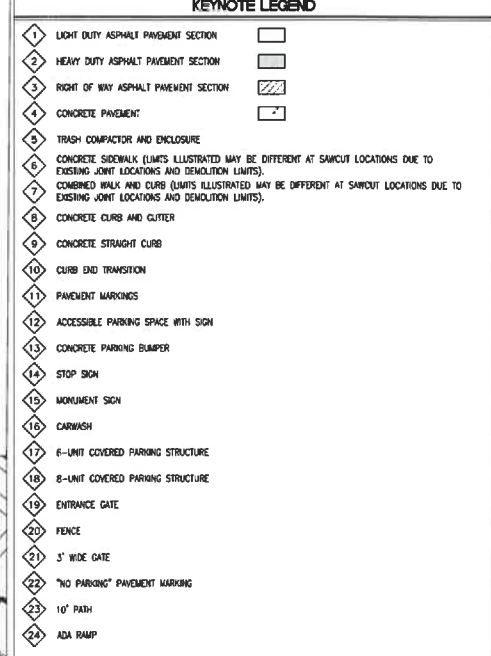 KEYNOTE LEGEND
1 LIGHT DUTY ASPHALT PAVEMENT SECTION
2 HEAVY DUTY ASPHALT PAVEMENT SECTION
3 RIGHT OF WAY ASPHALT PAVEMENT SECTION
4 CONCRETE PAVEMENT
5 TRASH COMPACTOR AND ENCLOSURE
6 CONCRETE SIDEWALK (LIMITS ILLUSTRATED MAY BE DIFFERENT AT SAWCUT LOCATIONS DUE TO
EXISTING JOINT LOCATIONS AND DEMOLITION LIMITS).
7 COMBINED WALK AND CURB (LIMITS ILLUSTRATED MAY BE DIFFERENT AT SAWCUT LOCATIONS DUE TO
EXISTING JOINT LOCATIONS AND DEMOLITION LIMITS).
8 CONCRETE CURB AND GUTTER
9 CONCRETE STRAIGHT CURB
10 CURB END TRANSITION
11 PAVEMENT MARKINGS
12 ACCESSIBLE PARKING SPACE WITH SIGN
13 CONCRETE PARKING BUMPER
14 STOP SIGN
15 MONUMENT SIGN
16 CARWASH
17 6-UNIT COVERED PARKING STRUCTURE
18 8-UNIT COVERED PARKING STRUCTURE
19 ENTRANCE GATE
20 FENCE
21 3' WIDE GATE
22 "NO PARKING" PAVEMENT MARKING
23 10' PATH
24 ADA RAMP